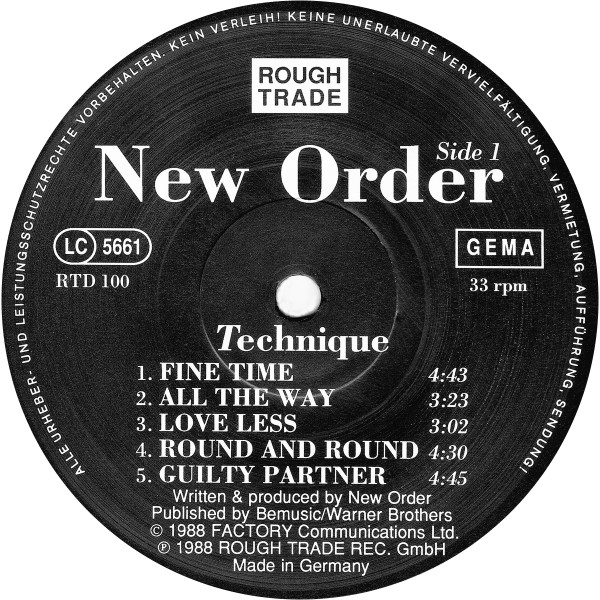 ALLE URHEBER- UND LEISTUNGSSCHUTZRECHTE VORBEHALTEN. KEIN VERLEIH! KEINE UNERLAUBTE VERVIELFÄLTIGUNG, VERMIETUNG, AUFFÜHRUNG, SENDUNG!
ROUGH
TRADE
Side 1
New Order
LC 5661
GEMA
RTD 100
33 rpm
Technique
1. FINE TIME 4:43
2. ALL THE WAY 3:23
3. LOVE LESS 3:02
4. ROUND AND ROUND 4:30
5. GUILTY PARTNER 4:45
Written & produced by New Order
Published by Bemusic/Warner Brothers
© 1988 FACTORY Communications Ltd.
℗ 1988 ROUGH TRADE REC. GmbH
Made in Germany